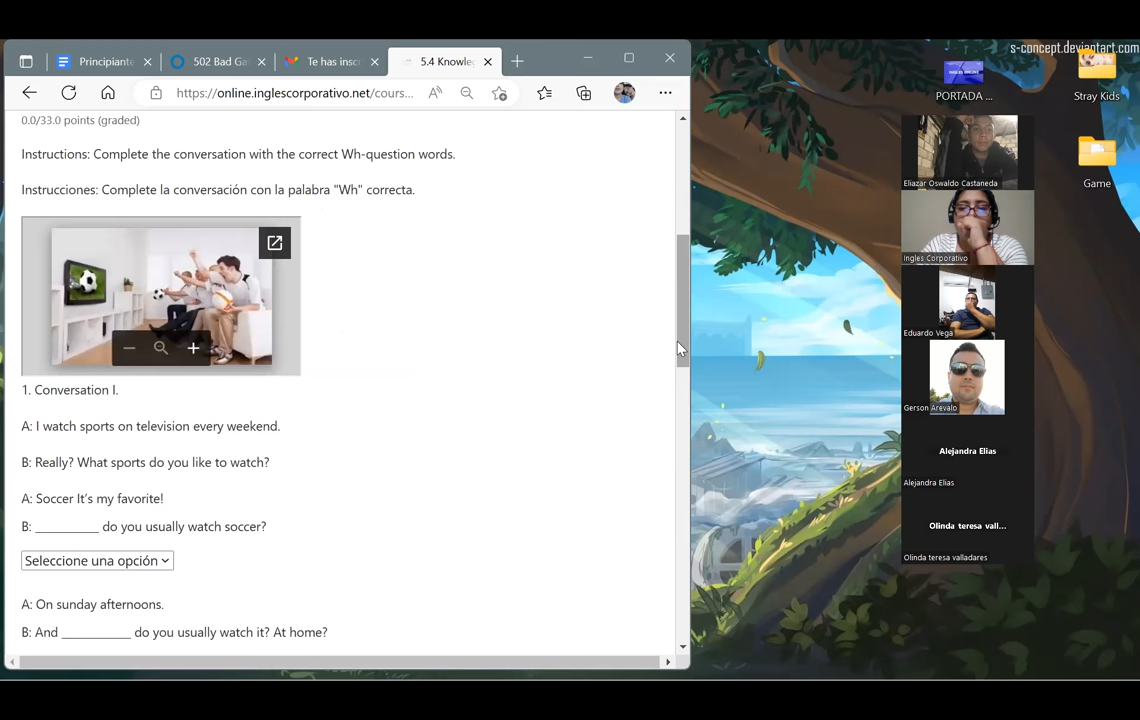 s-concept.deviantart.com
Principiante
502 Bad Ga
Te has inscr
5.4 Knowle
https://online.inglescorporativo.net/cours...
PORTADA ...
Stray Kids
Game
0.0/33.0 points (graded)
Instructions: Complete the conversation with the correct Wh-question words.
Instrucciones: Complete la conversación con la palabra "Wh" correcta.
1. Conversation I.
A: I watch sports on television every weekend.
B: Really? What sports do you like to watch?
A: Soccer It's my favorite!
B: __________ do you usually watch soccer?
Seleccione una opción
A: On sunday afternoons.
B: And ___________ do you usually watch it? At home?
Eliazar Oswaldo Castaneda
Ingles Corporativo
Eduardo Vega
Gerson Arevalo
Alejandra Elias
Alejandra Elias
Olinda teresa vall...
Olinda teresa valladares